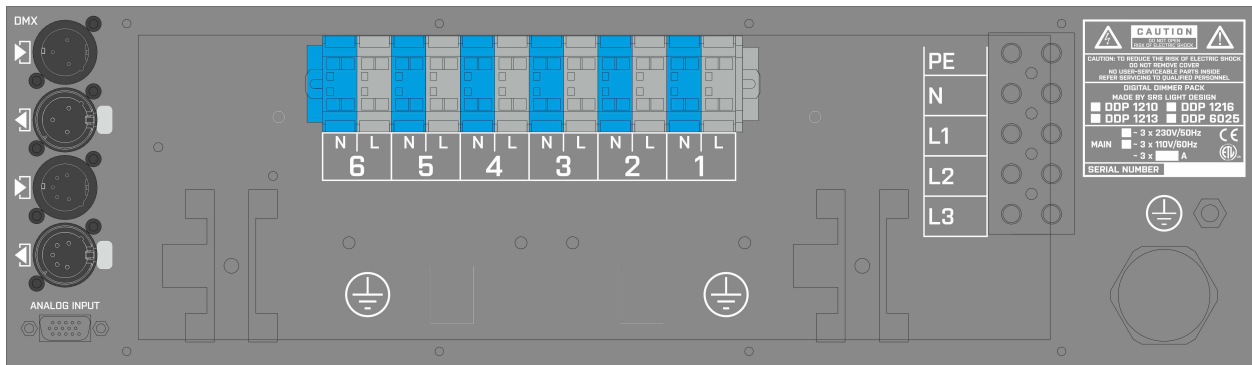 DMX
ANALOG INPUT
N L N L N L N L N L N L
6 5 4 3 2 1
PE
N
L1
L2
L3
CAUTION
DO NOT OPEN
RISK OF ELECTRIC SHOCK
CAUTION: TO REDUCE THE RISK OF ELECTRIC SHOCK
DO NOT REMOVE COVER
NO USER-SERVICEABLE PARTS INSIDE
REFER SERVICING TO QUALIFIED PERSONNEL
DIGITAL DIMMER PACK
MADE BY SRS LIGHT DESIGN
DDP 1210 DDP 1216
DDP 1213 DDP 6025
~ 3 x 230V/50Hz
MAIN ~ 3 x 110V/60Hz
~ 3 x A
CE
ETL
SERIAL NUMBER